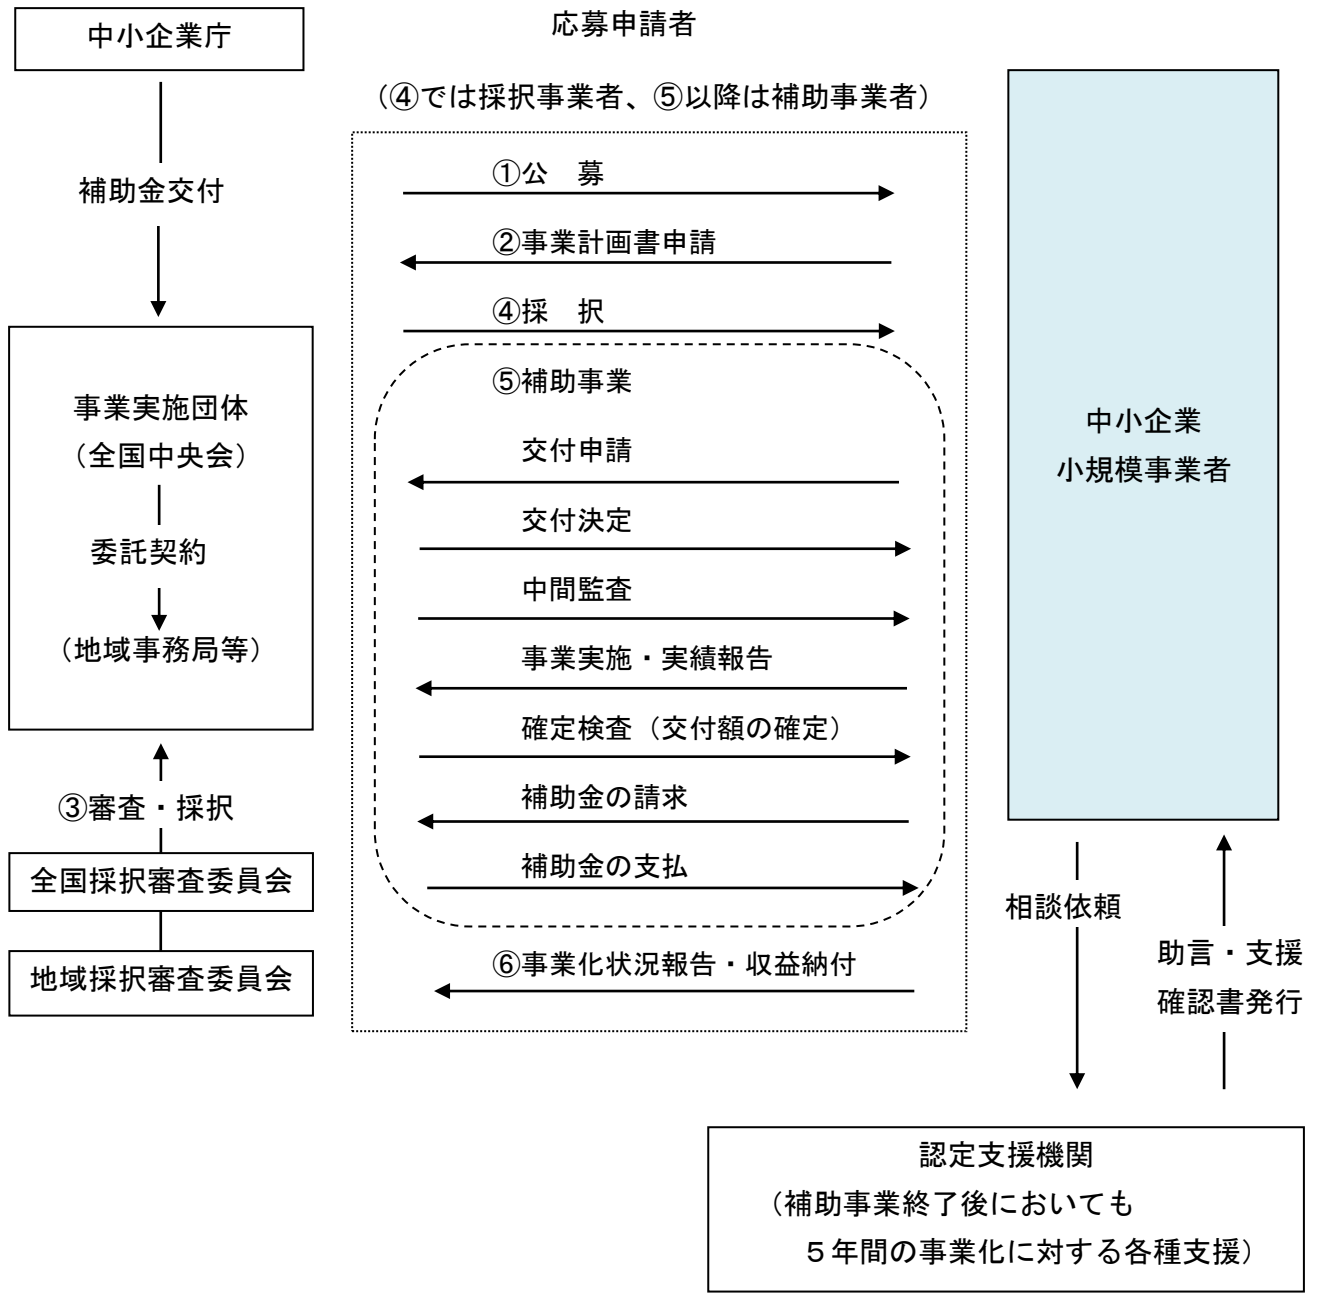 中小企業庁
補助金交付
事業実施団体
（全国中央会）
委託契約
（地域事務局等）
③審査・採択
全国採択審査委員会
地域採択審査委員会
応募申請者
（④では採択事業者、⑤以降は補助事業者）
①公　募
②事業計画書申請
④採　択
⑤補助事業
交付申請
交付決定
中間監査
事業実施・実績報告
確定検査（交付額の確定）
補助金の請求
補助金の支払
⑥事業化状況報告・収益納付
中小企業
小規模事業者
相談依頼
助言・支援
確認書発行
認定支援機関
（補助事業終了後においても
５年間の事業化に対する各種支援）